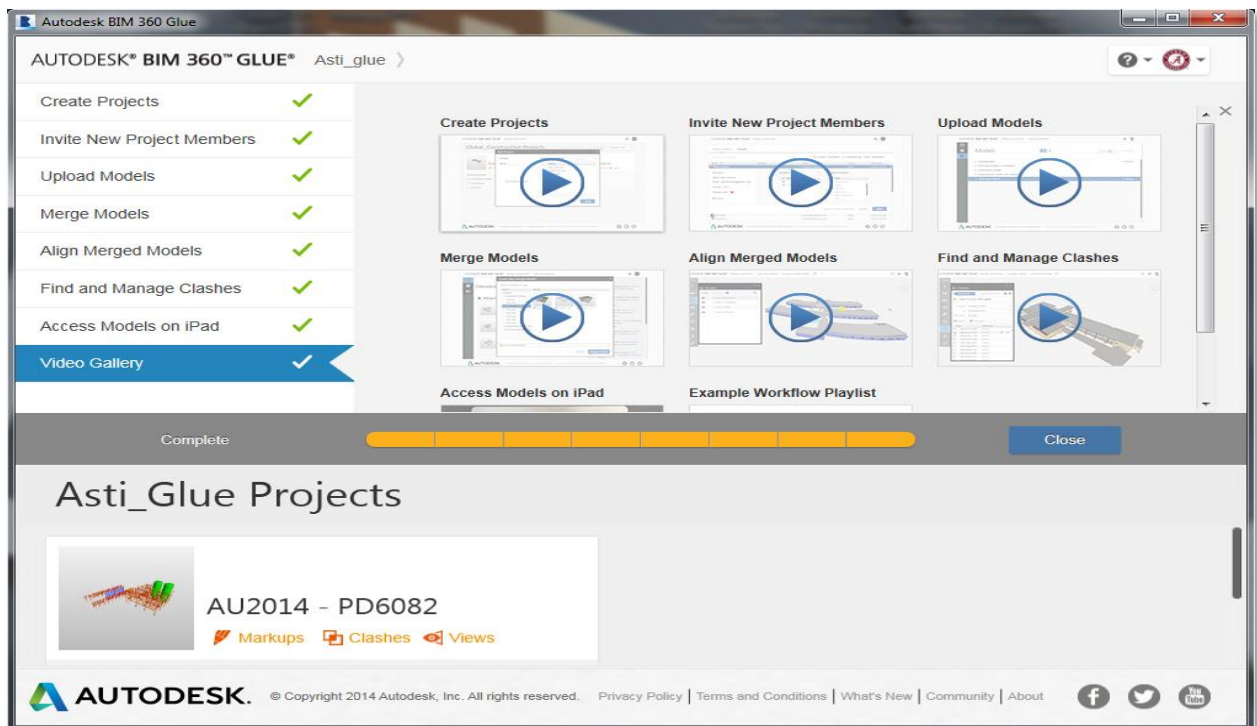 Autodesk BIM 360 Glue
AUTODESK® BIM 360™ GLUE® Asti_glue
Create Projects
Invite New Project Members
Upload Models
Merge Models
Align Merged Models
Find and Manage Clashes
Access Models on iPad
Video Gallery
Create Projects Invite New Project Members Upload Models
Merge Models Align Merged Models Find and Manage Clashes
Access Models on iPad Example Workflow Playlist
Complete Close
Asti_Glue Projects
AU2014 - PD6082
Markups Clashes Views
AUTODESK. © Copyright 2014 Autodesk, Inc. All rights reserved. Privacy Policy | Terms and Conditions | What's New | Community | About